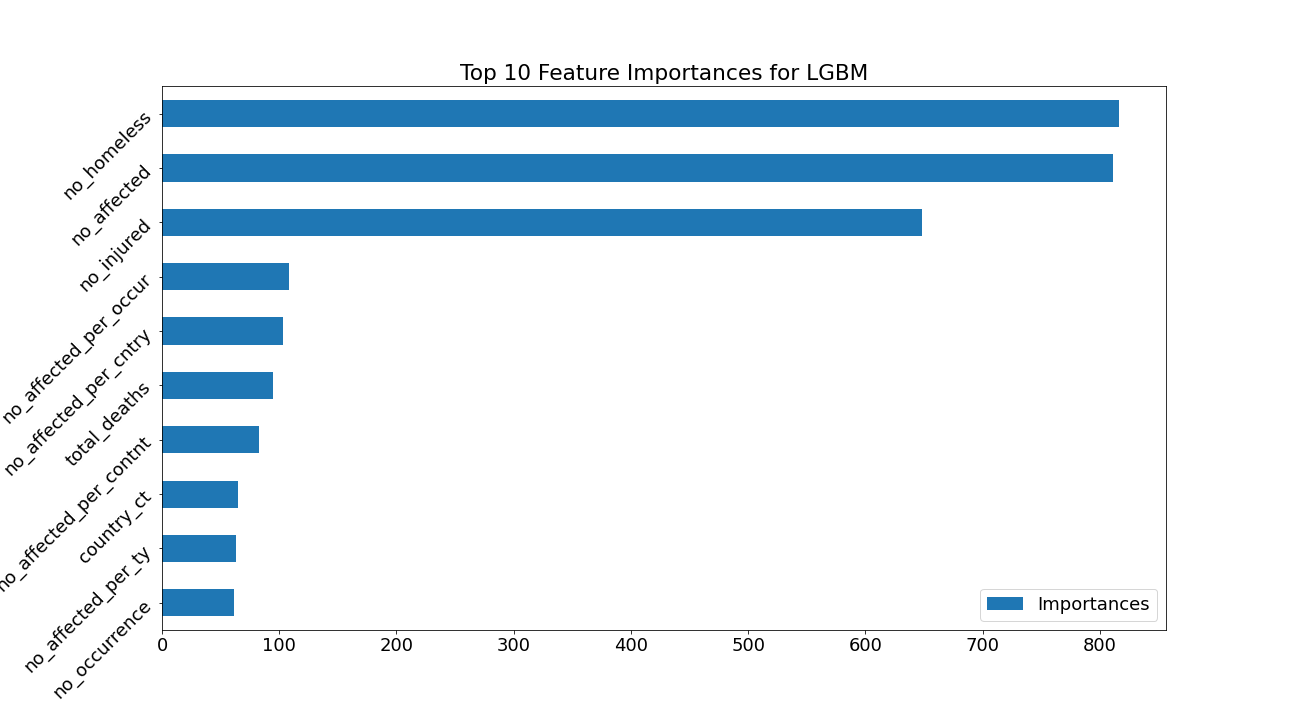 Top 10 Feature Importances for LGBM
no_homeless
no_affected
no_injured
no_affected_per_occur
no_affected_per_cntry
total_deaths
no_affected_per_contnt
country_ct
no_affected_per_ty
no_occurrence
Importances
0 100 200 300 400 500 600 700 800